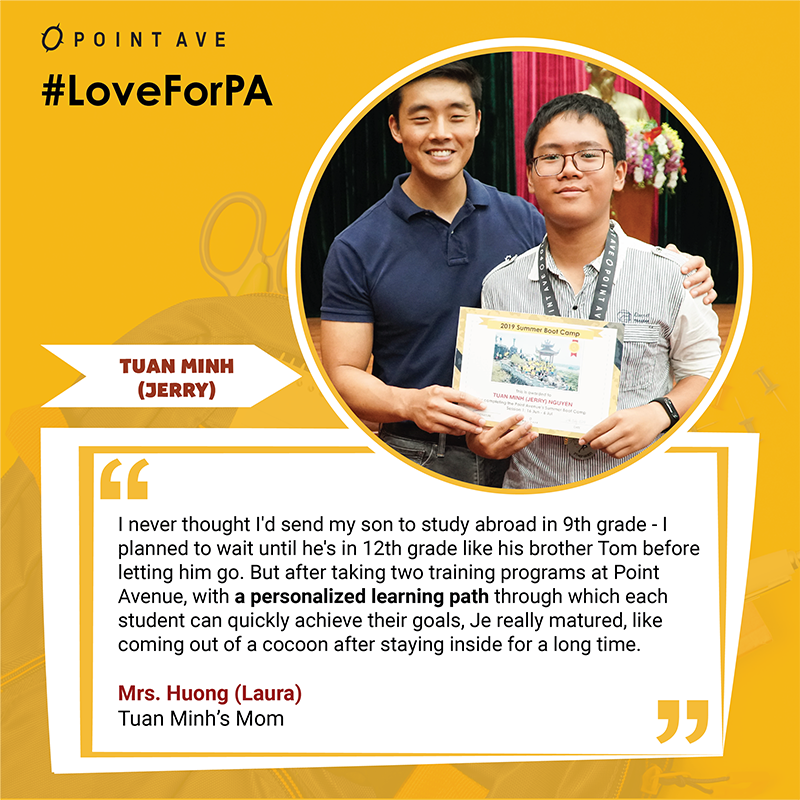 POINT AVE
#LoveForPA
2019 Summer Boot Camp
This is awarded to
TUAN MINH (JERRY) NGUYEN
TUAN MINH
(JERRY)
I never thought I'd send my son to study abroad in 9th grade - I
planned to wait until he's in 12th grade like his brother Tom before
letting him go. But after taking two training programs at Point
Avenue, with a personalized learning path through which each
student can quickly achieve their goals, Je really matured, like
coming out of a cocoon after staying inside for a long time.
Mrs. Huong (Laura)
Tuan Minh’s Mom